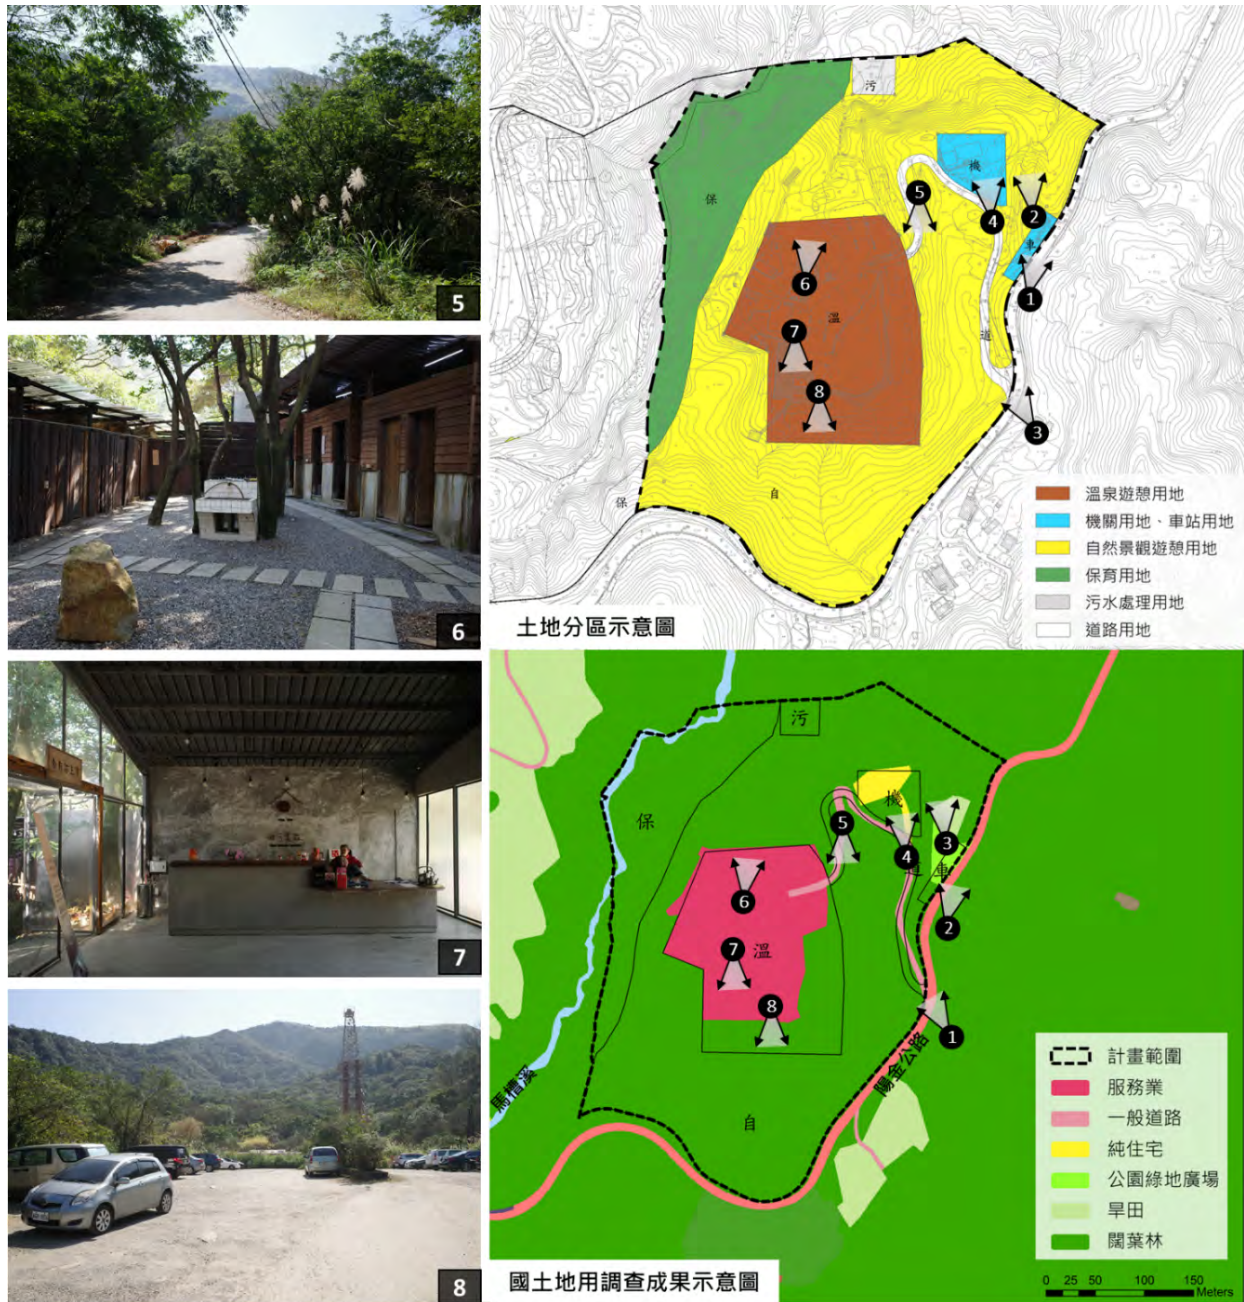 5
6
7
8
污
保
機
5
4
2
車
1
6
溫
7
道
8
3
自
保
溫泉遊憩用地
機關用地、車站用地
自然景觀遊憩用地
保育用地
污水處理用地
道路用地
土地分區示意圖
污
保
機
5
4
3
道
車
6
2
7
溫
8
1
馬槽溪
陽金公路
自
計畫範圍
服務業
一般道路
純住宅
公園綠地廣場
旱田
闊葉林
0 25 50 100 150
Meters
國土地用調查成果示意圖